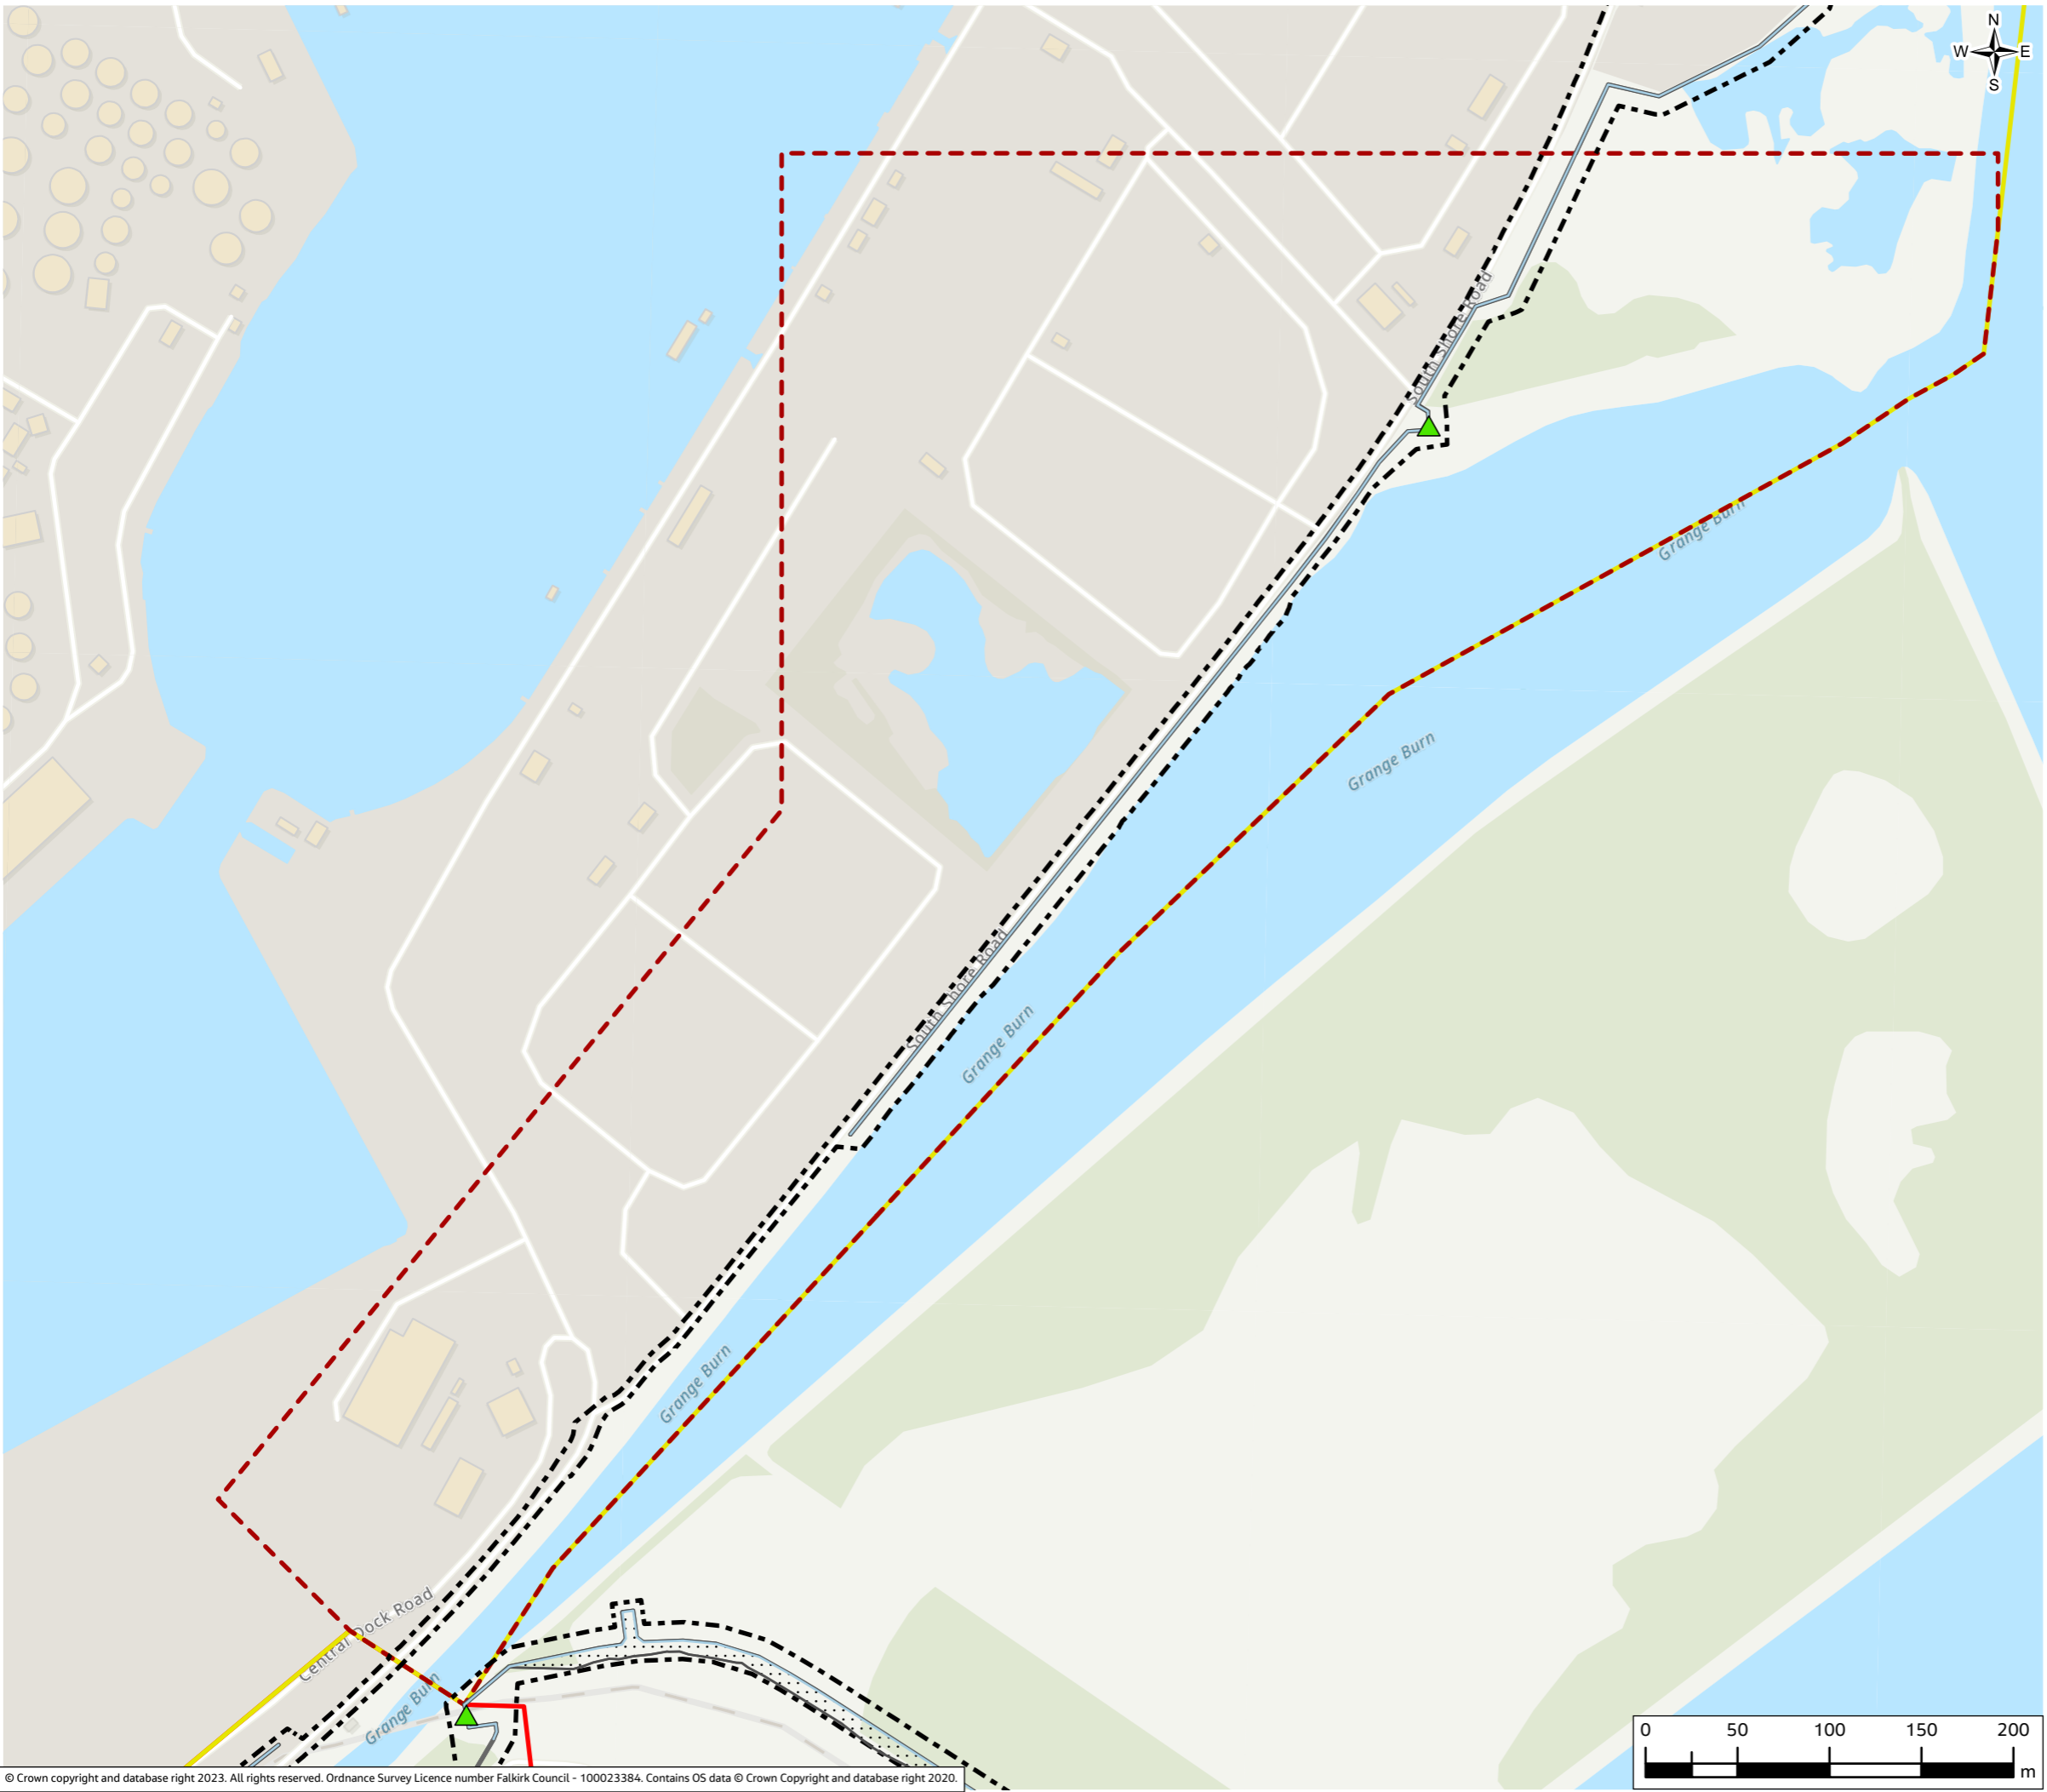 N
W E
S
South Shore Road
Grange Burn
Grange Burn
South Shore Road
Grange Burn
Grange Burn
Central Dock Road
Grange Burn
0 50 100 150 200
m
© Crown copyright and database right 2023. All rights reserved. Ordnance Survey Licence number Falkirk Council - 100023384. Contains OS data © Crown Copyright and database right 2020.